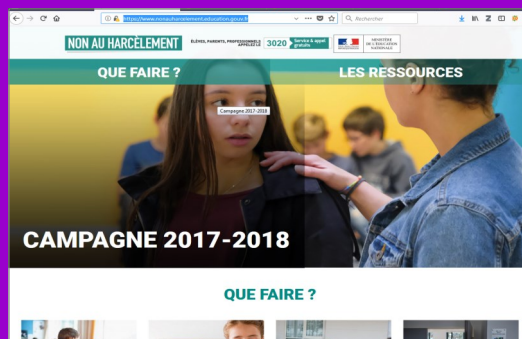 https://www.nonauharcelement.education.gouv.fr
Rechercher
NON AU HARCÈLEMENT
ÉLÈVES, PARENTS, PROFESSIONNELS
APPELEZ LE
3020
Service & appel
gratuits
MINISTÈRE
DE L'ÉDUCATION
NATIONALE
QUE FAIRE ?
LES RESSOURCES
Campagne 2017-2018
CAMPAGNE 2017-2018
QUE FAIRE ?